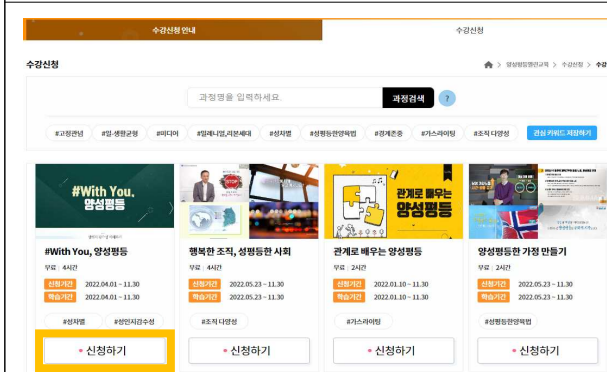 수강신청 안내
수강신청
수강신청
양성평등맞춤교육 > 수강신청 > 수강
과정명을 입력하세요.
과정검색
?
#고정관념
#일-생활균형
#미디어
#밀레니얼,리본세대
#성차별
#성평등한양육법
#경계존중
#가스라이팅
#조직 다양성
관심 키워드 저장하기
#With You,
양성평등
관계로 배우는
양성평등
#With You, 양성평등
무료 : 4시간
신청기간 2022.04.01 ~ 11.30
학습기간 2022.04.01 ~ 11.30
#성차별
#성인지감수성
• 신청하기
행복한 조직, 성평등한 사회
무료 : 4시간
신청기간 2022.05.23 ~ 11.30
학습기간 2022.05.23 ~ 11.30
#조직 다양성
• 신청하기
관계로 배우는 양성평등
무료 : 2시간
신청기간 2022.01.10 ~ 11.30
학습기간 2022.01.10 ~ 11.30
#가스라이팅
• 신청하기
양성평등한 가정 만들기
무료 : 2시간
신청기간 2022.05.23 ~ 11.30
학습기간 2022.05.23 ~ 11.30
#성평등한양육법
• 신청하기